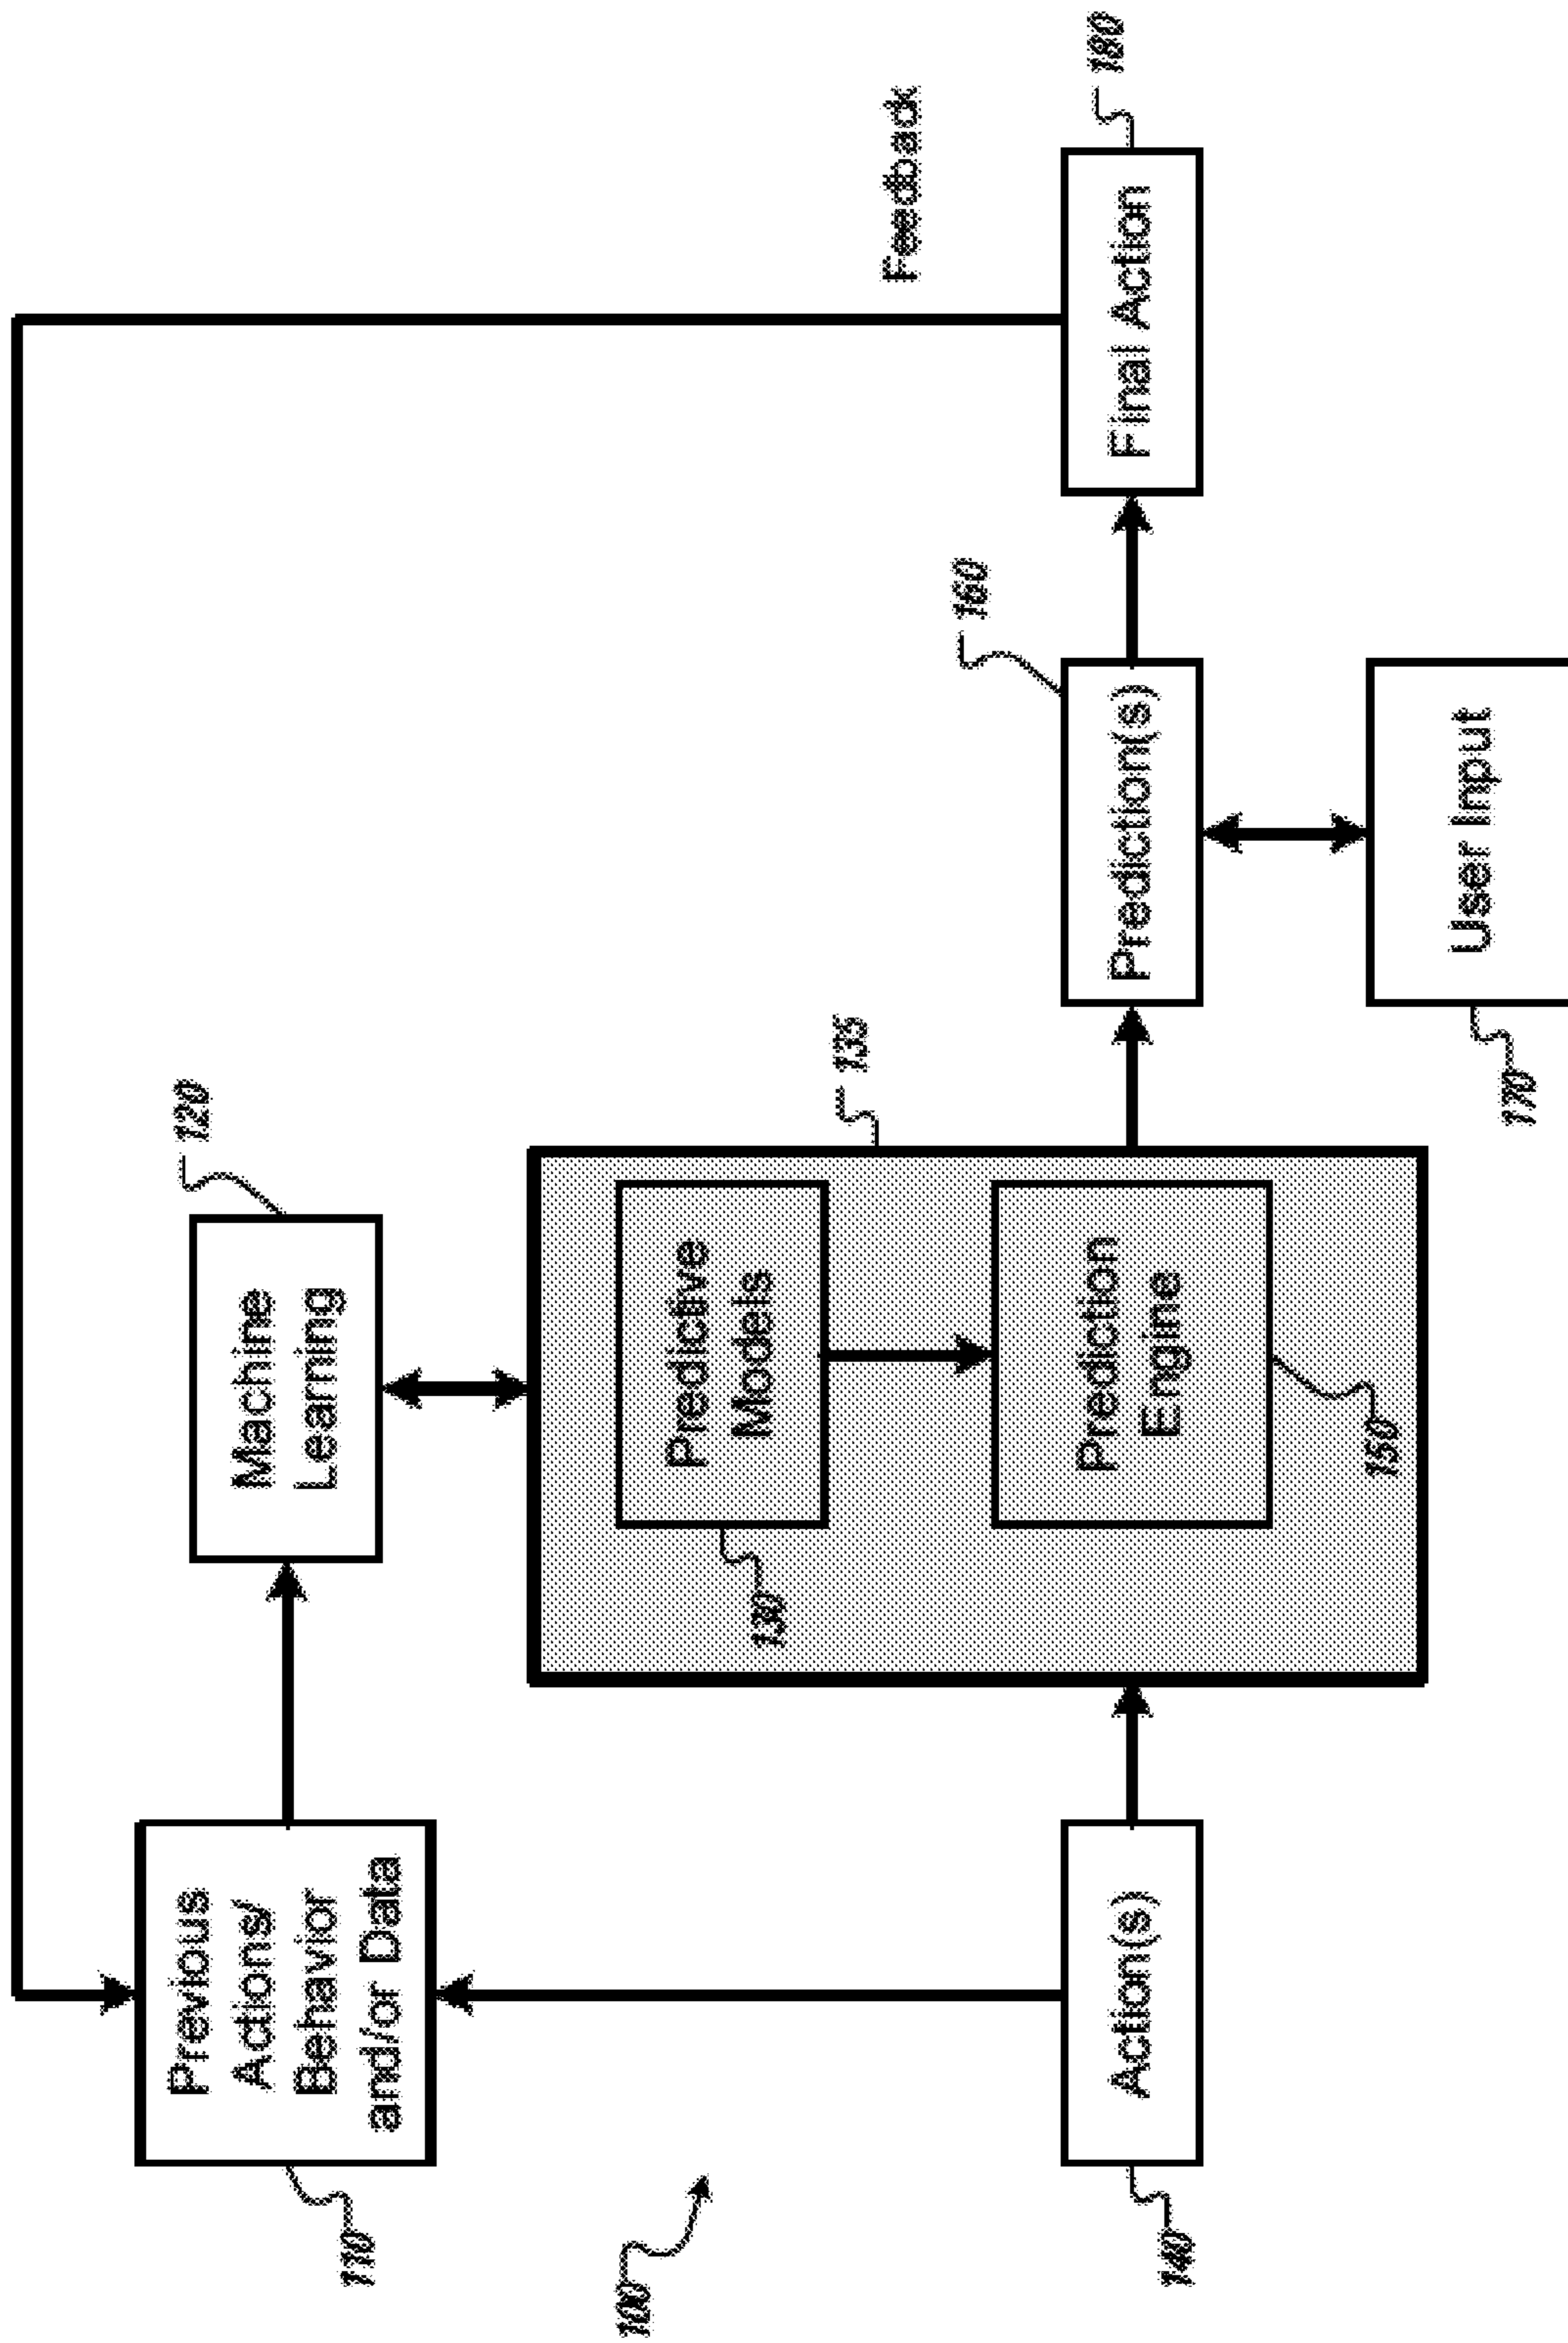 Previous
Actions/
Behavior
and/or Data
110
Machine
Learning
120
100
Predictive
Models
130
135
Feedback
Action(s)
140
Prediction
Engine
150
Prediction(s)
160
Final Action
180
User Input
170